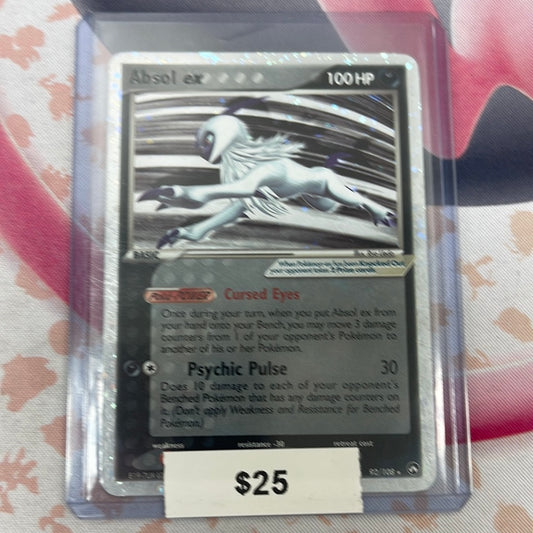 Absol ex 100 HP
BASIC
When Pokémon-ex has been Knocked Out,
your opponent takes 2 Prize cards.
POKé-POWER Cursed Eyes
Once during your turn, when you put Absol ex from
your hand onto your Bench, you may move 3 damage
counters from 1 of your opponent's Pokémon to
another of his or her Pokémon.
Psychic Pulse 30
Does 10 damage to each of your opponent's
Benched Pokémon that has any damage counters on
it. (Don't apply Weakness and Resistance for Benched
Pokémon.)
weakness resistance -30 retreat cost
92/108
$25